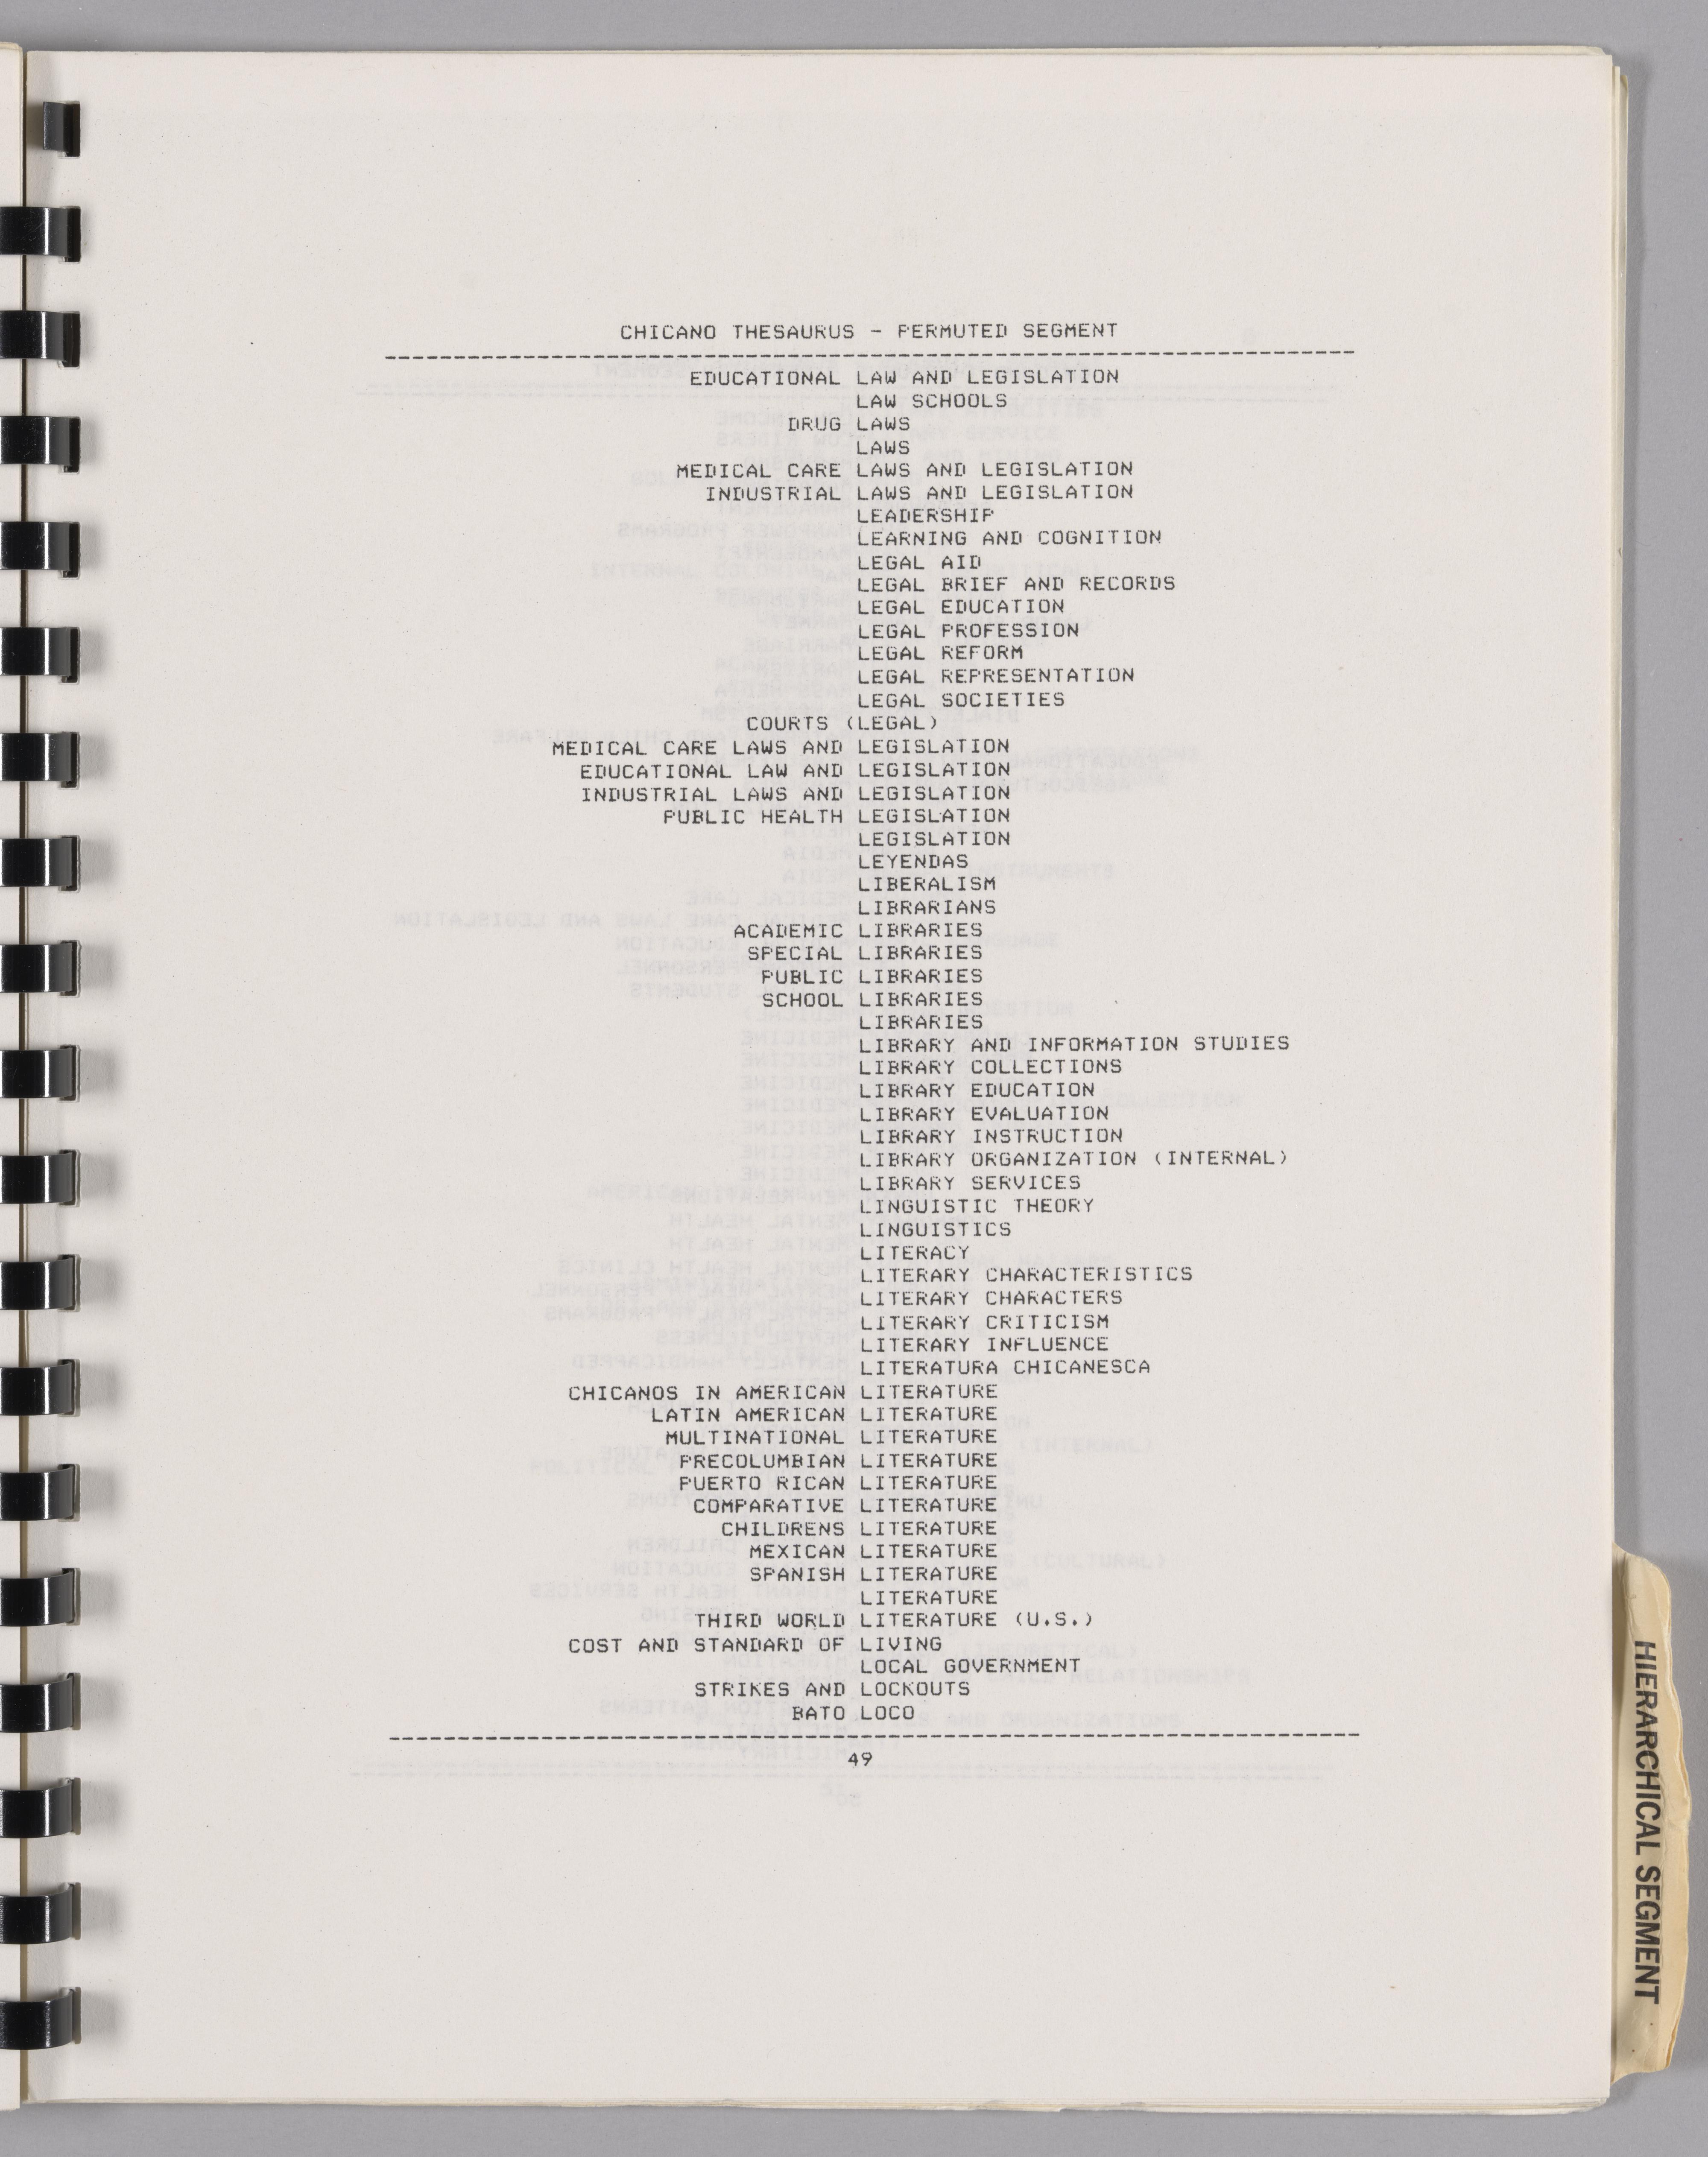 CHICANO THESAURUS - PERMUTED SEGMENT
EDUCATIONAL LAW AND LEGISLATION
LAW SCHOOLS
DRUG LAWS
LAWS
MEDICAL CARE LAWS AND LEGISLATION
INDUSTRIAL LAWS AND LEGISLATION
LEADERSHIP
LEARNING AND COGNITION
LEGAL AID
LEGAL BRIEF AND RECORDS
LEGAL EDUCATION
LEGAL PROFESSION
LEGAL REFORM
LEGAL REPRESENTATION
LEGAL SOCIETIES
COURTS (LEGAL)
MEDICAL CARE LAWS AND LEGISLATION
EDUCATIONAL LAW AND LEGISLATION
INDUSTRIAL LAWS AND LEGISLATION
PUBLIC HEALTH LEGISLATION
LEGISLATION
LEYENDAS
LIBERALISM
LIBRARIANS
ACADEMIC LIBRARIES
SPECIAL LIBRARIES
PUBLIC LIBRARIES
SCHOOL LIBRARIES
LIBRARIES
LIBRARY AND INFORMATION STUDIES
LIBRARY COLLECTIONS
LIBRARY EDUCATION
LIBRARY EVALUATION
LIBRARY INSTRUCTION
LIBRARY ORGANIZATION (INTERNAL)
LIBRARY SERVICES
LINGUISTIC THEORY
LINGUISTICS
LITERACY
LITERARY CHARACTERISTICS
LITERARY CHARACTERS
LITERARY CRITICISM
LITERARY INFLUENCE
LITERATURA CHICANESCA
CHICANOS IN AMERICAN LITERATURE
LATIN AMERICAN LITERATURE
MULTINATIONAL LITERATURE
PRECOLUMBIAN LITERATURE
PUERTO RICAN LITERATURE
COMPARATIVE LITERATURE
CHILDRENS LITERATURE
MEXICAN LITERATURE
SPANISH LITERATURE
LITERATURE
THIRD WORLD LITERATURE (U.S.)
COST AND STANDARD OF LIVING
LOCAL GOVERNMENT
STRIKES AND LOCKOUTS
BATO LOCO
49
HIERARCHICAL SEGMENT